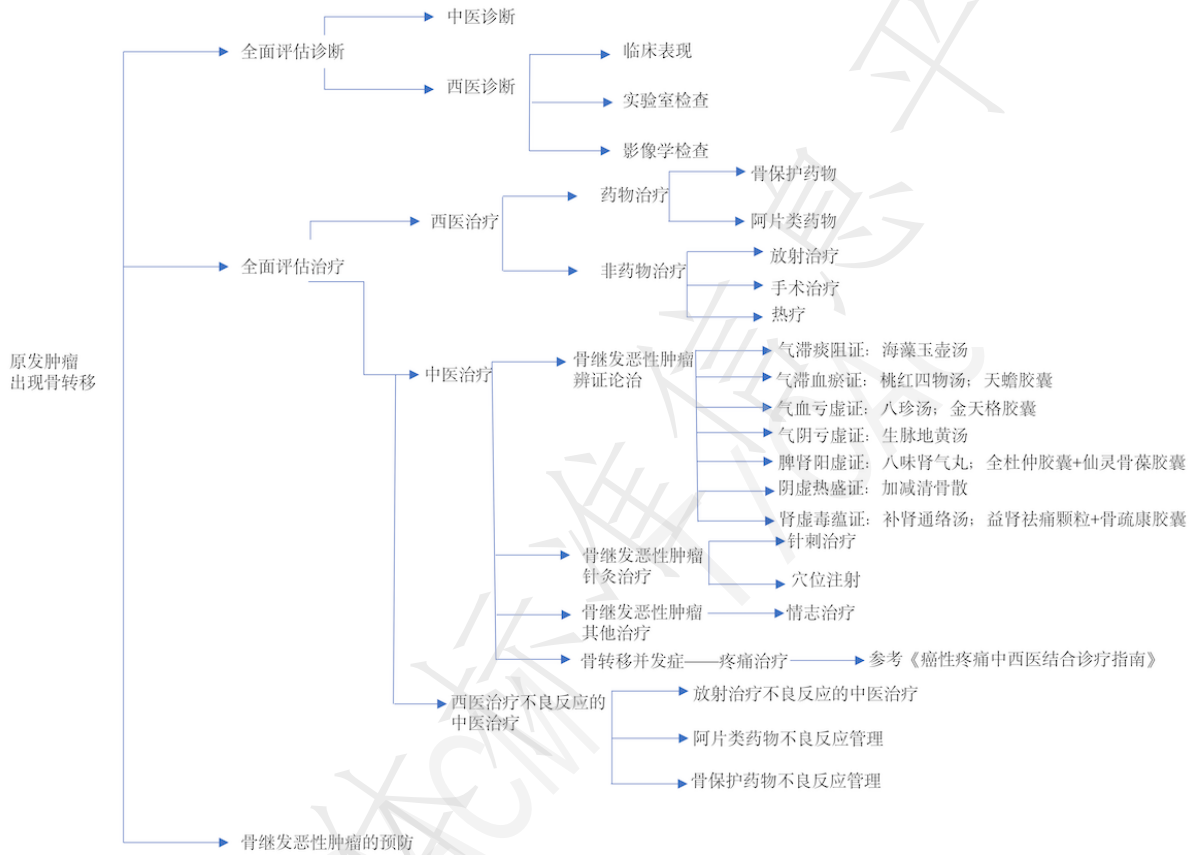 中医诊断
全面评估诊断
临床表现
西医诊断
实验室检查
影像学检查
骨保护药物
药物治疗
西医治疗
阿片类药物
放射治疗
全面评估治疗
非药物治疗
手术治疗
热疗
原发肿瘤
出现骨转移
中医治疗
骨继发恶性肿瘤
辨证论治
气滞痰阻证：海藻玉壶汤
气滞血瘀证：桃红四物汤；天蟾胶囊
气血亏虚证：八珍汤；金天格胶囊
气阴亏虚证：生脉地黄汤
脾肾阳虚证：八味肾气丸；全杜仲胶囊+仙灵骨葆胶囊
阴虚热盛证：加减清骨散
肾虚毒蕴证：补肾通络汤；益肾祛痛颗粒+骨疏康胶囊
骨继发恶性肿瘤
针灸治疗
针刺治疗
穴位注射
骨继发恶性肿瘤
其他治疗
情志治疗
骨转移并发症——疼痛治疗
参考《癌性疼痛中西医结合诊疗指南》
西医治疗不良反应的
中医治疗
放射治疗不良反应的中医治疗
阿片类药物不良反应管理
骨保护药物不良反应管理
骨继发恶性肿瘤的预防